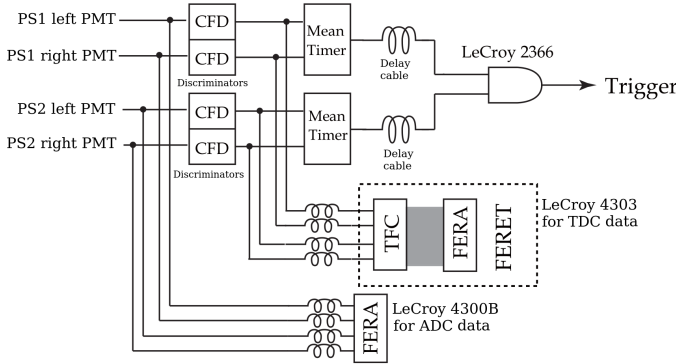 PS1 left PMT
CFD
Mean
Timer
PS1 right PMT
CFD
Discriminators
Delay
cable
LeCroy 2366
Trigger
PS2 left PMT
CFD
Mean
Timer
PS2 right PMT
CFD
Discriminators
Delay
cable
TFC
FERA
FERET
LeCroy 4303
for TDC data
FERA
LeCroy 4300B
for ADC data